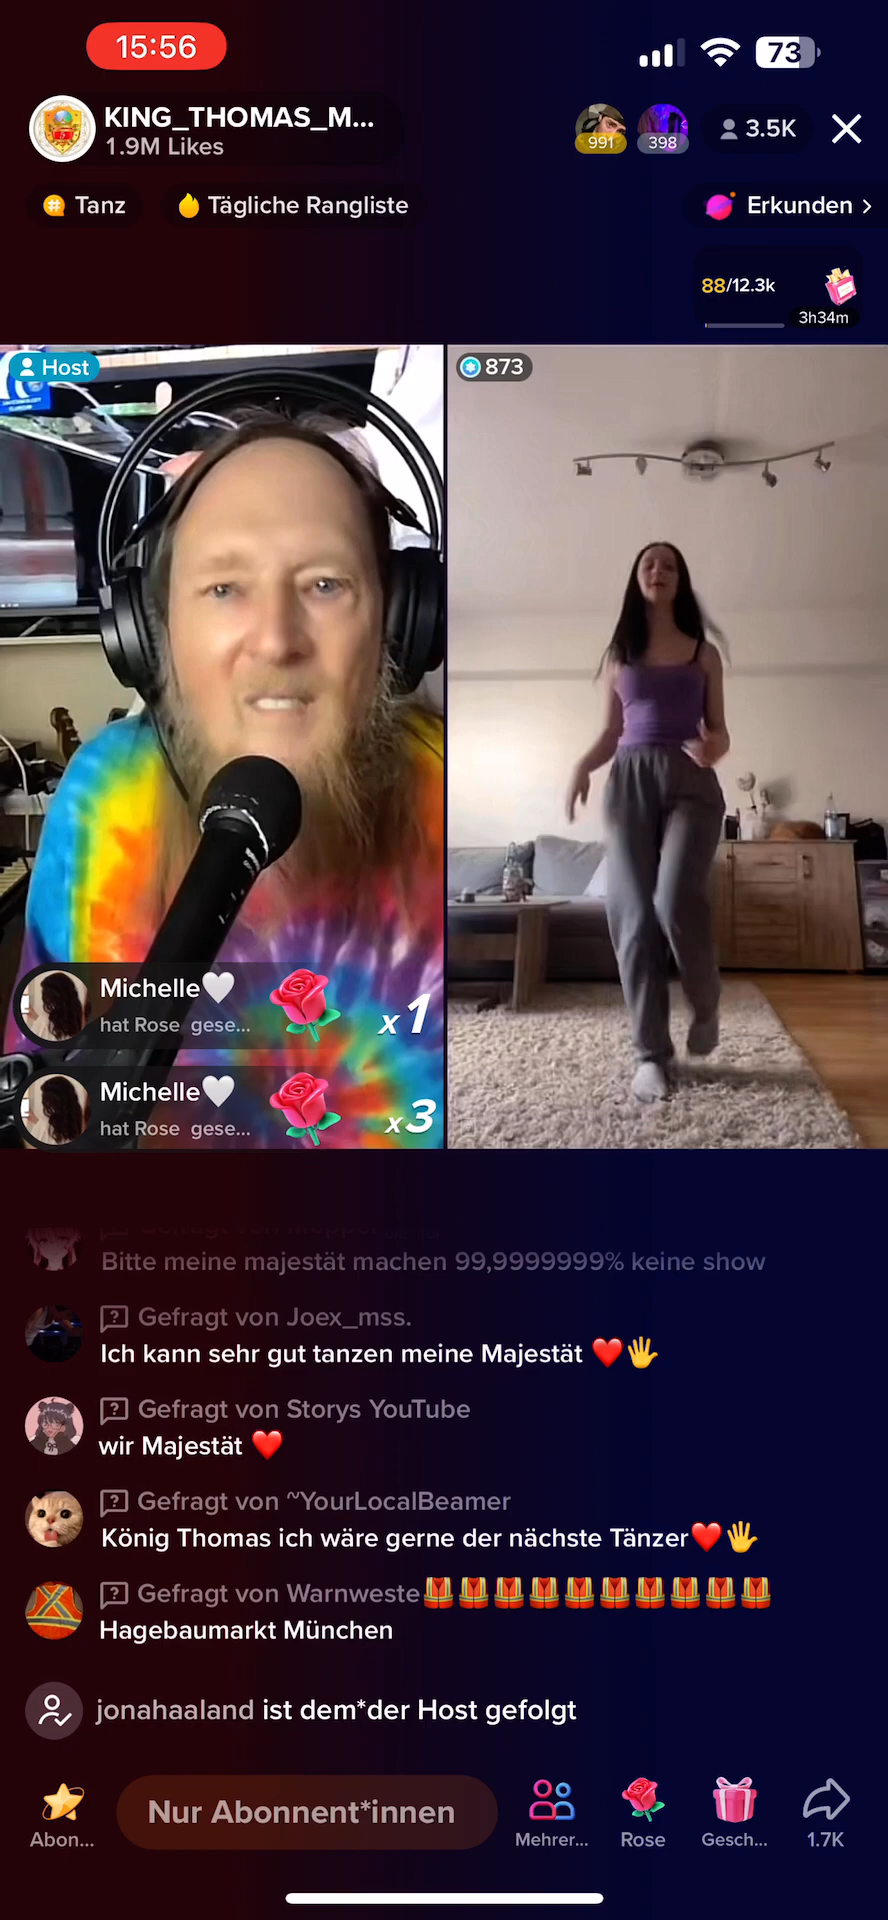 15:56
73
KING_THOMAS_M...
1.9M Likes
991
398
3.5K
Tanz
Tägliche Rangliste
Erkunden >
88/12.3k
3h34m
Host
873
Michelle🤍
hat Rose gese...
x1
Michelle🤍
hat Rose gese...
x3
Gefragt von
Bitte meine majestät machen 99,9999999% keine show
Gefragt von Joex_mss.
Ich kann sehr gut tanzen meine Majestät ❤️🖐️
Gefragt von Storys YouTube
wir Majestät ❤️
Gefragt von ~YourLocalBeamer
König Thomas ich wäre gerne der nächste Tänzer❤️🖐️
Gefragt von Warnweste🦺🦺🦺🦺🦺🦺🦺🦺🦺🦺
Hagebaumarkt München
jonahaaland ist dem*der Host gefolgt
Nur Abonnent*innen
Abon...
Mehrer...
Rose
Gesch...
1.7K